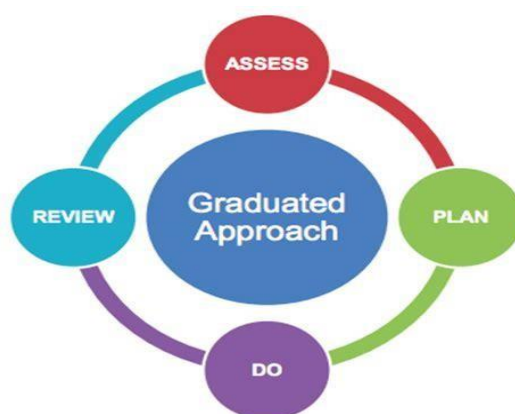 ASSESS
REVIEW
Graduated
Approach
PLAN
DO